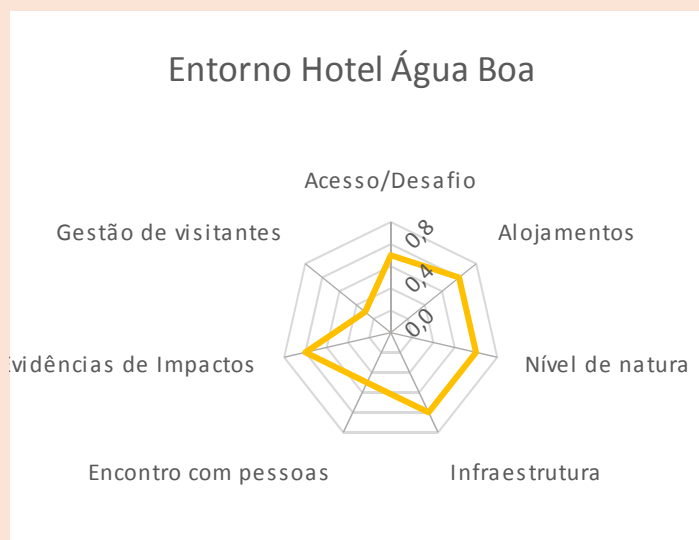 Entorno Hotel Água Boa
Acesso/Desafio
Gestão de visitantes
Alojamentos
0,8
0,4
0,0
vidências de Impactos
Nível de natura
Encontro com pessoas
Infraestrutura